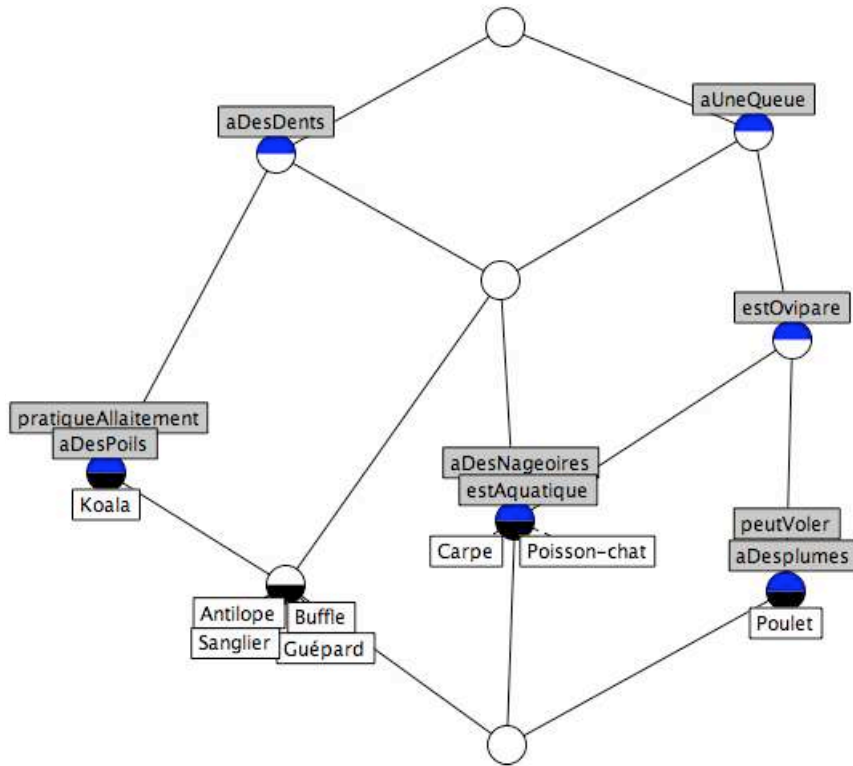 aUneQueue
aDesDents
estOvipare
pratiqueAllaitement
aDesPoils
Koala
aDesNageoires
estAquatique
Carpe
Poisson-chat
peutVoler
aDesplumes
Poulet
Antilope
Buffle
Sanglier
Guépard